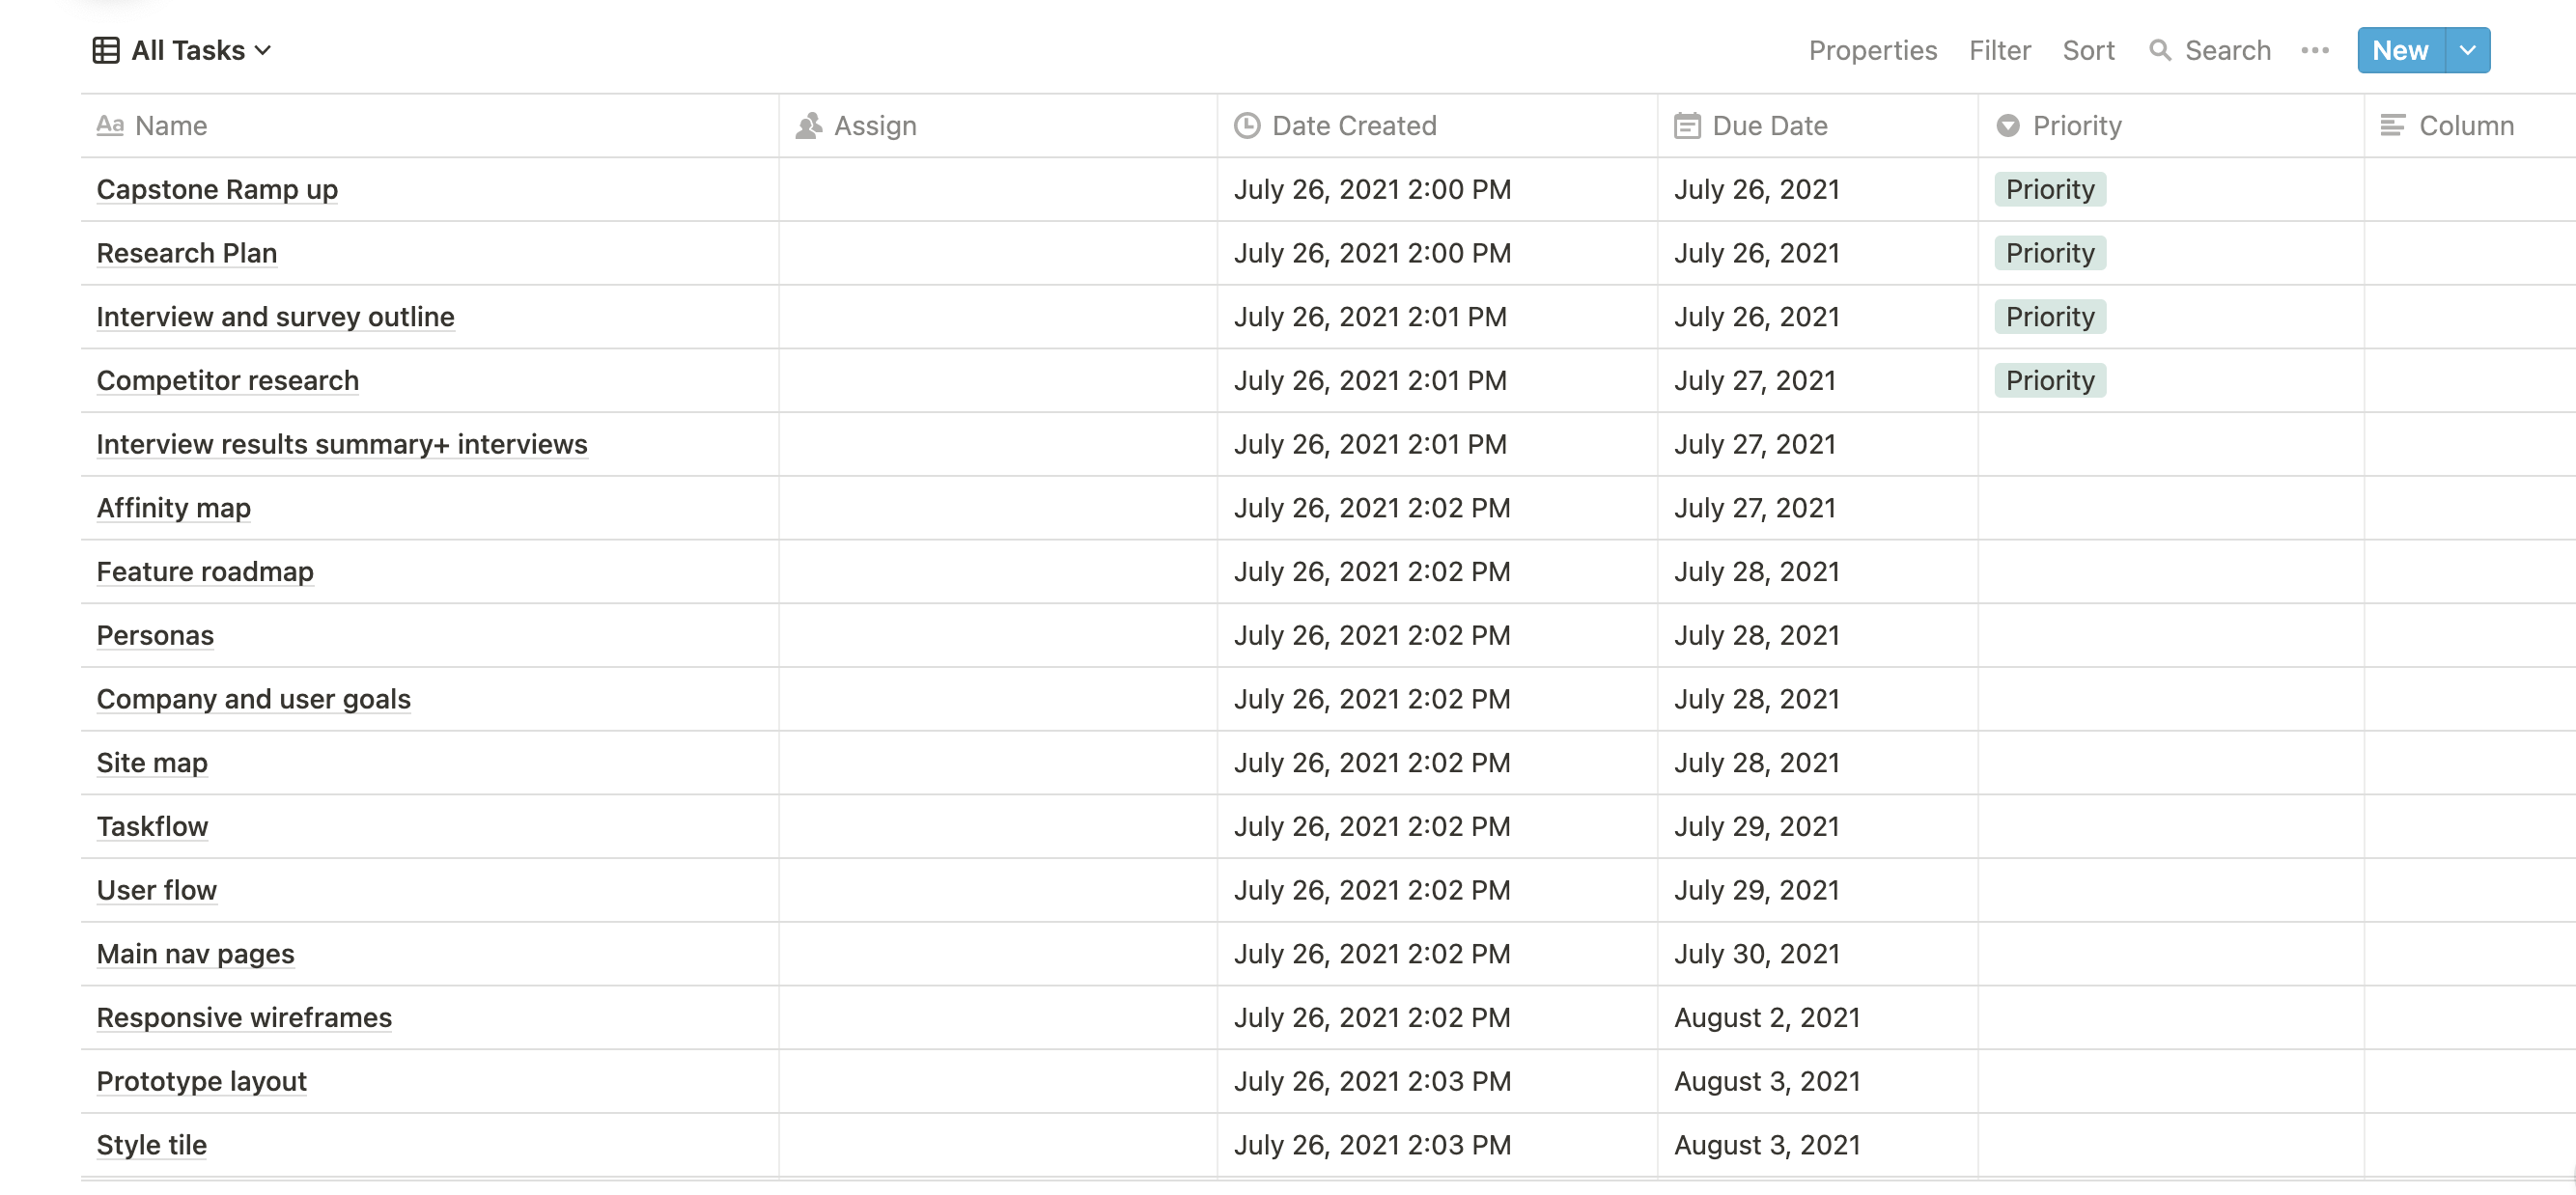 All Tasks Properties Filter Sort Search ••• New
Aa Name Assign Date Created Due Date Priority Column
Capstone Ramp up July 26, 2021 2:00 PM July 26, 2021 Priority
Research Plan July 26, 2021 2:00 PM July 26, 2021 Priority
Interview and survey outline July 26, 2021 2:01 PM July 26, 2021 Priority
Competitor research July 26, 2021 2:01 PM July 27, 2021 Priority
Interview results summary+ interviews July 26, 2021 2:01 PM July 27, 2021
Affinity map July 26, 2021 2:02 PM July 27, 2021
Feature roadmap July 26, 2021 2:02 PM July 28, 2021
Personas July 26, 2021 2:02 PM July 28, 2021
Company and user goals July 26, 2021 2:02 PM July 28, 2021
Site map July 26, 2021 2:02 PM July 28, 2021
Taskflow July 26, 2021 2:02 PM July 29, 2021
User flow July 26, 2021 2:02 PM July 29, 2021
Main nav pages July 26, 2021 2:02 PM July 30, 2021
Responsive wireframes July 26, 2021 2:02 PM August 2, 2021
Prototype layout July 26, 2021 2:03 PM August 3, 2021
Style tile July 26, 2021 2:03 PM August 3, 2021